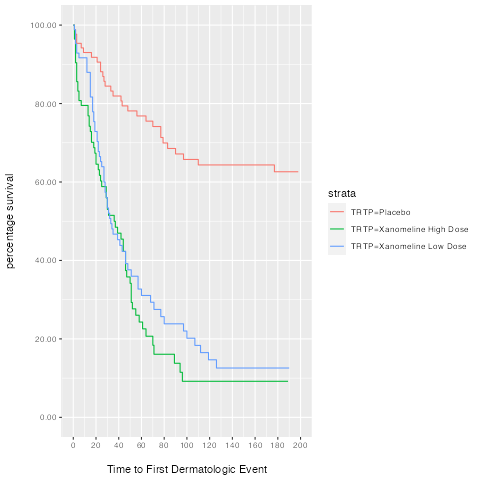 100.00
80.00
60.00
40.00
20.00
0.00
percentage survival
0 20 40 60 80 100 120 140 160 180 200
Time to First Dermatologic Event
strata
TRTP=Placebo
TRTP=Xanomeline High Dose
TRTP=Xanomeline Low Dose